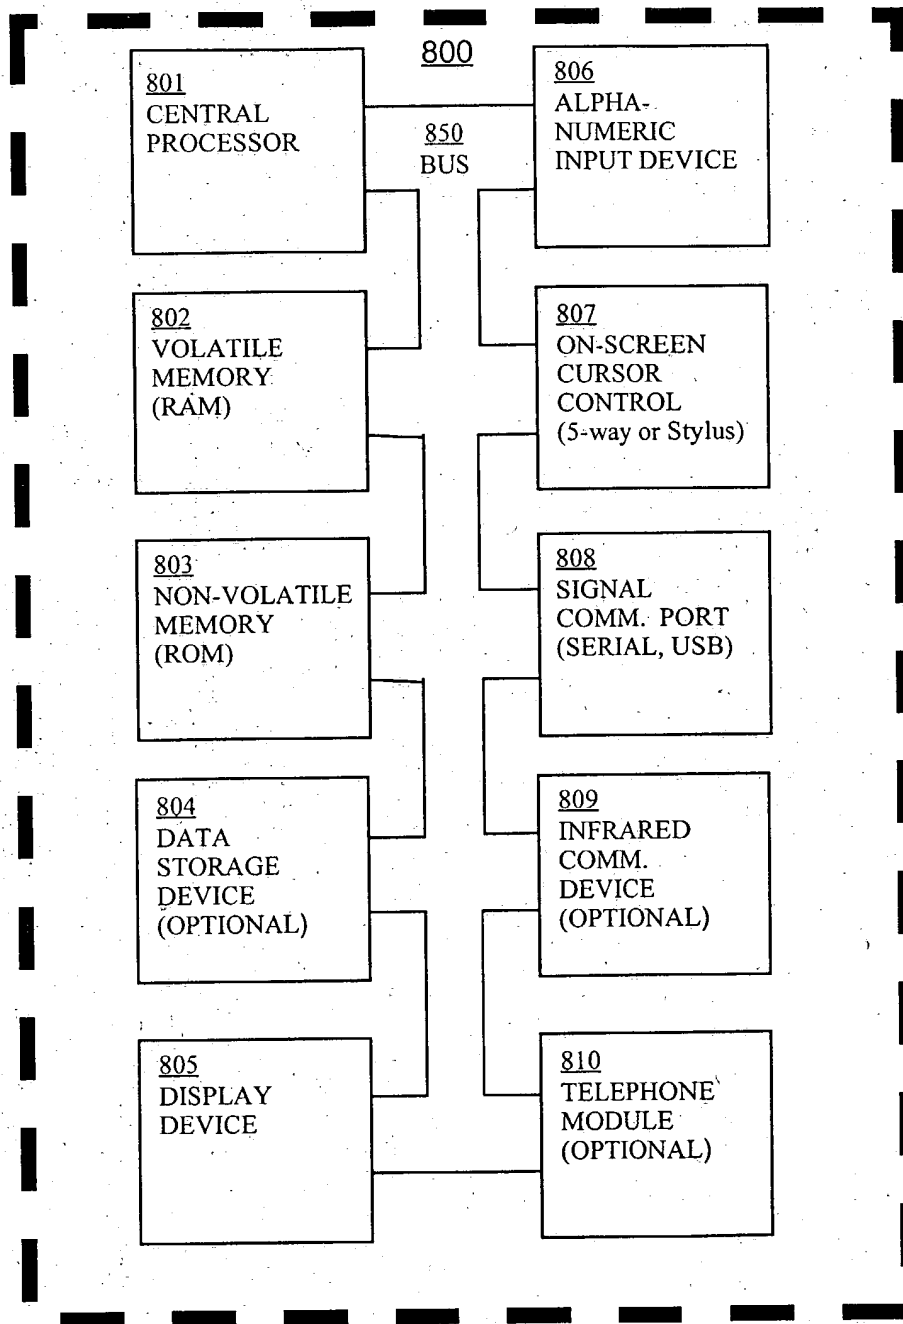 800
801
CENTRAL
PROCESSOR
850
BUS
806
ALPHA-
NUMERIC
INPUT DEVICE
802
VOLATILE
MEMORY
(RAM)
807
ON-SCREEN
CURSOR
CONTROL
(5-way or Stylus)
803
NON-VOLATILE
MEMORY
(ROM)
808
SIGNAL
COMM. PORT
(SERIAL, USB)
804
DATA
STORAGE
DEVICE
(OPTIONAL)
809
INFRARED
COMM.
DEVICE
(OPTIONAL)
805
DISPLAY
DEVICE
810
TELEPHONE
MODULE
(OPTIONAL)